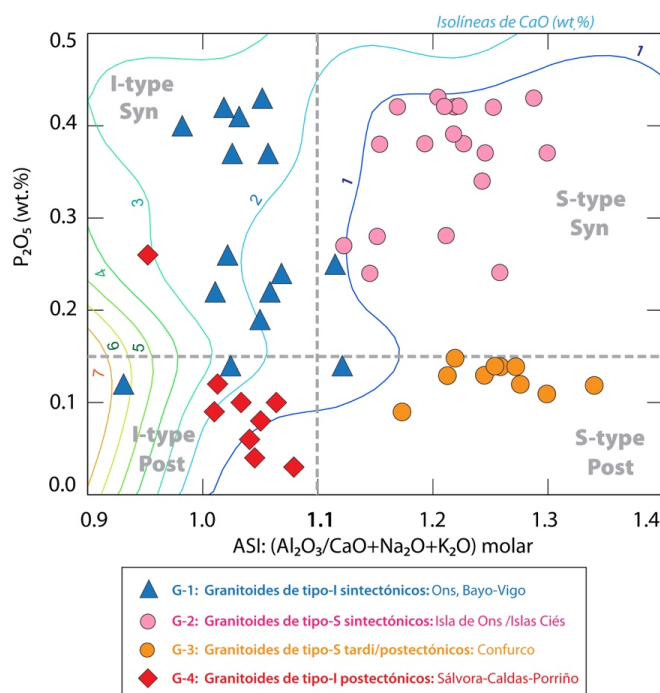 Isolíneas de CaO (wt.%)
0.5
0.4
0.3
0.2
0.1
0.0
P₂O₅ (wt.%)
I-type
Syn
S-type
Syn
I-type
Post
S-type
Post
1
1
2
3
4
5
6
7
0.9
1.0
1.1
1.2
1.3
1.4
ASI: (Al₂O₃/CaO+Na₂O+K₂O) molar
G-1: Granitoides de tipo-I sintectónicos: Ons, Bayo-Vigo
G-2: Granitoides de tipo-S sintectónicos: Isla de Ons /Islas Ciés
G-3: Granitoides de tipo-S tardi/postectónicos: Confurco
G-4: Granitoides de tipo-I postectónicos: Sálvora-Caldas-Porriño